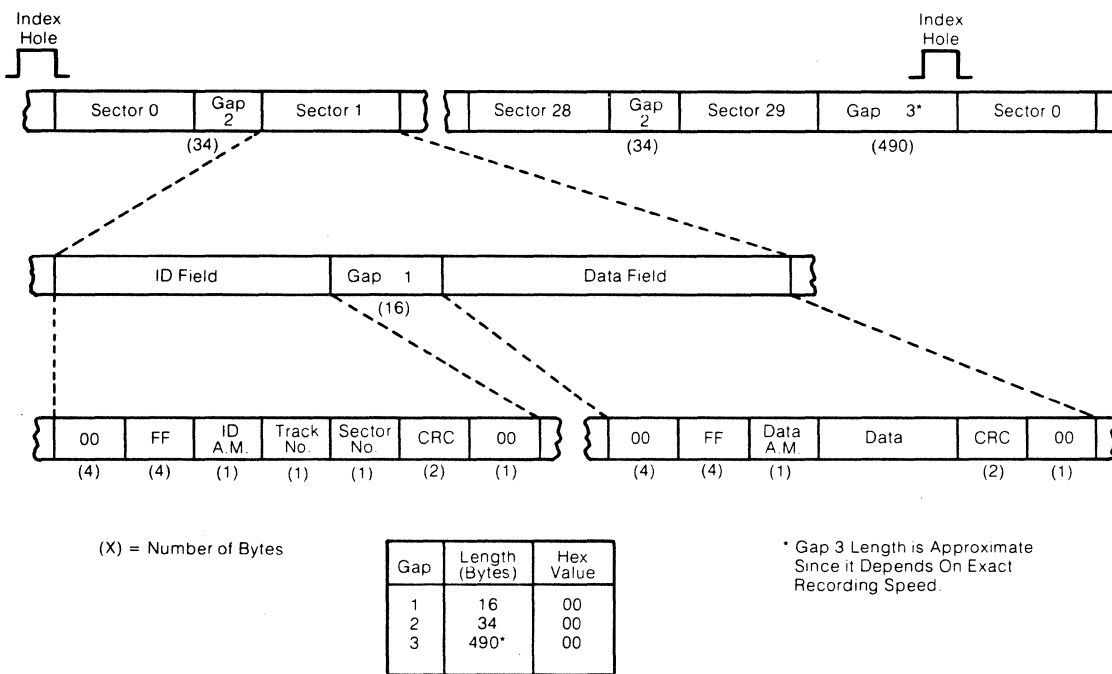 Index Hole
Index Hole
Sector 0
Gap 2
Sector 1
Sector 28
Gap 2
Sector 29
Gap 3*
Sector 0
(34)
(34)
(490)
ID Field
Gap 1
Data Field
(16)
00
FF
ID A.M.
Track No.
Sector No.
CRC
00
00
FF
Data A.M.
Data
CRC
00
(4)
(4)
(1)
(1)
(1)
(2)
(1)
(4)
(4)
(1)
(2)
(1)
(X) = Number of Bytes
Gap
Length (Bytes)
Hex Value
1
16
00
2
34
00
3
490*
00
* Gap 3 Length is Approximate
Since it Depends On Exact
Recording Speed.